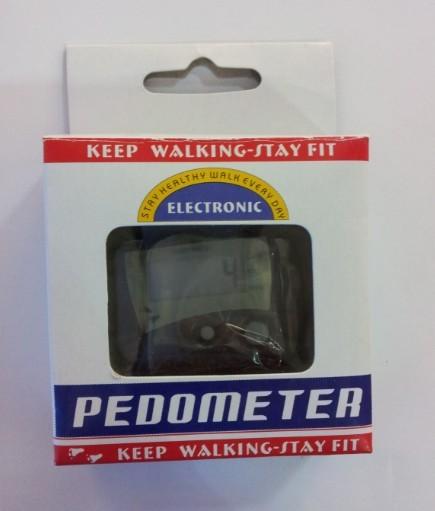 KEEP WALKING-STAY FIT
STAY HEALTHY WALK EVERY DAY
ELECTRONIC
PEDOMETER
KEEP WALKING-STAY FIT